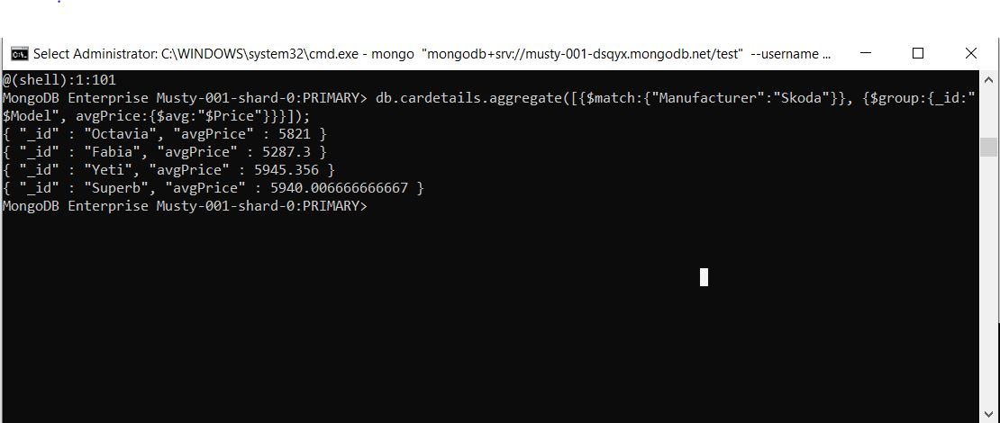 Select Administrator: C:\WINDOWS\system32\cmd.exe - mongo "mongodb+srv://musty-001-dsqyx.mongodb.net/test" --username ...
@(shell):1:101
MongoDB Enterprise Musty-001-shard-0:PRIMARY> db.cardetails.aggregate([{$match:{"Manufacturer":"Skoda"}}, {$group:{_id:"
$Model", avgPrice:{$avg:"$Price"}}}]);
{ "_id" : "Octavia", "avgPrice" : 5821 }
{ "_id" : "Fabia", "avgPrice" : 5287.3 }
{ "_id" : "Yeti", "avgPrice" : 5945.356 }
{ "_id" : "Superb", "avgPrice" : 5940.006666666667 }
MongoDB Enterprise Musty-001-shard-0:PRIMARY>